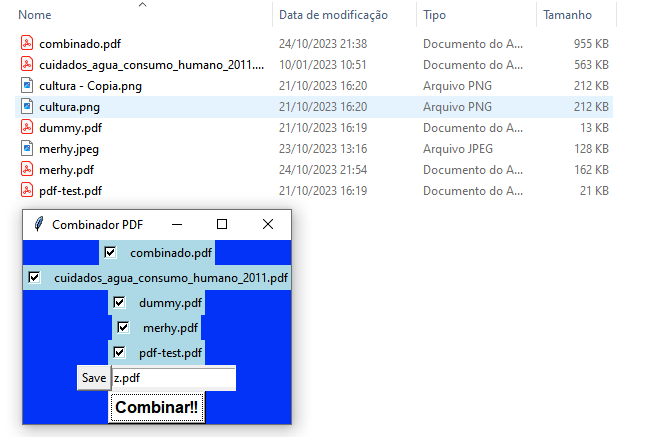 Nome Data de modificação Tipo Tamanho
combinado.pdf 24/10/2023 21:38 Documento do A... 955 KB
cuidados_agua_consumo_humano_2011.... 10/01/2023 10:51 Documento do A... 563 KB
cultura - Copia.png 21/10/2023 16:20 Arquivo PNG 212 KB
cultura.png 21/10/2023 16:20 Arquivo PNG 212 KB
dummy.pdf 21/10/2023 16:19 Documento do A... 13 KB
merhy.jpeg 23/10/2023 13:16 Arquivo JPEG 128 KB
merhy.pdf 24/10/2023 21:54 Documento do A... 162 KB
pdf-test.pdf 21/10/2023 16:19 Documento do A... 21 KB
Combinador PDF
combinado.pdf
cuidados_agua_consumo_humano_2011.pdf
dummy.pdf
merhy.pdf
pdf-test.pdf
Save z.pdf
Combinar!!